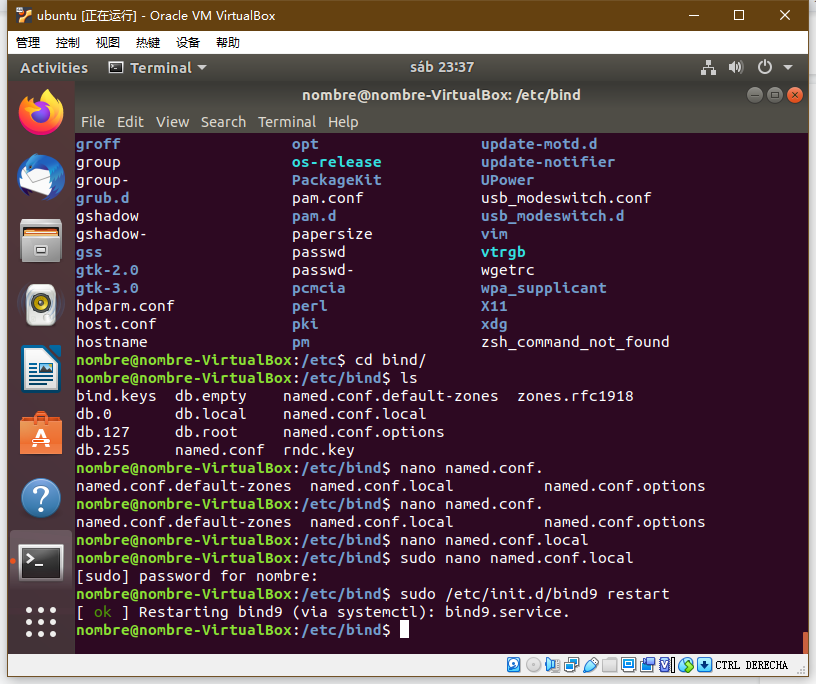 ubuntu [正在运行] - Oracle VM VirtualBox
管理 控制 视图 热键 设备 帮助
Activities Terminal sáb 23:37
nombre@nombre-VirtualBox: /etc/bind
File Edit View Search Terminal Help
groff opt update-motd.d
group os-release update-notifier
group- PackageKit UPower
grub.d pam.conf usb_modeswitch.conf
gshadow pam.d usb_modeswitch.d
gshadow- papersize vim
gss passwd vtrgb
gtk-2.0 passwd- wgetrc
gtk-3.0 pcmcia wpa_supplicant
hdparm.conf perl X11
host.conf pki xdg
hostname pm zsh_command_not_found
nombre@nombre-VirtualBox:/etc$ cd bind/
nombre@nombre-VirtualBox:/etc/bind$ ls
bind.keys db.empty named.conf.default-zones zones.rfc1918
db.0 db.local named.conf.local
db.127 db.root named.conf.options
db.255 named.conf rndc.key
nombre@nombre-VirtualBox:/etc/bind$ nano named.conf.
named.conf.default-zones named.conf.local named.conf.options
nombre@nombre-VirtualBox:/etc/bind$ nano named.conf.
named.conf.default-zones named.conf.local named.conf.options
nombre@nombre-VirtualBox:/etc/bind$ nano named.conf.local
nombre@nombre-VirtualBox:/etc/bind$ sudo nano named.conf.local
[sudo] password for nombre:
nombre@nombre-VirtualBox:/etc/bind$ sudo /etc/init.d/bind9 restart
[ ok ] Restarting bind9 (via systemctl): bind9.service.
nombre@nombre-VirtualBox:/etc/bind$
CTRL DERECHA